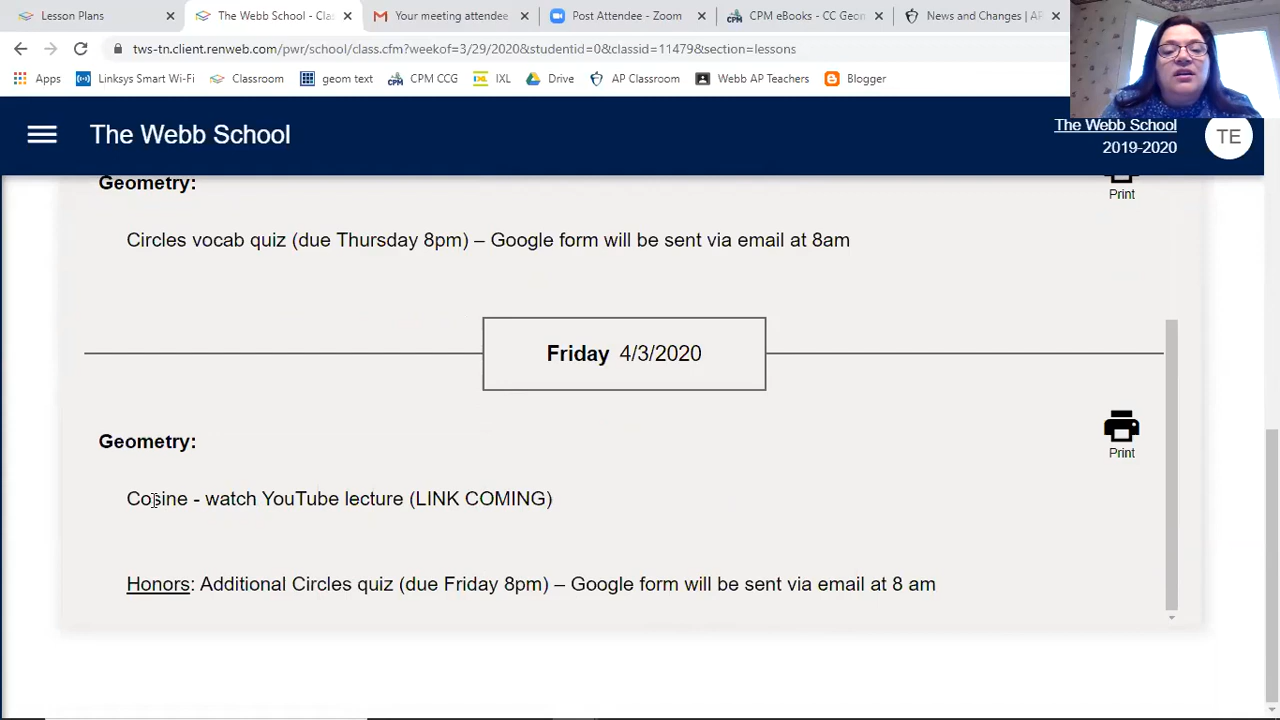 Lesson Plans
The Webb School - Cla
Your meeting attendee
Post Attendee - Zoom
CPM eBooks - CC Geon
News and Changes | AP
tws-tn.client.renweb.com/pwr/school/class.cfm?weekof=3/29/2020&studentid=0&classid=11479&section=lessons
Apps Linksys Smart Wi-Fi Classroom geom text CPM CCG IXL Drive AP Classroom Webb AP Teachers Blogger
The Webb School
The Webb School
2019-2020
TE
Geometry:
Print
Circles vocab quiz (due Thursday 8pm) – Google form will be sent via email at 8am
Friday 4/3/2020
Geometry:
Print
Cosine - watch YouTube lecture (LINK COMING)
Honors: Additional Circles quiz (due Friday 8pm) – Google form will be sent via email at 8 am